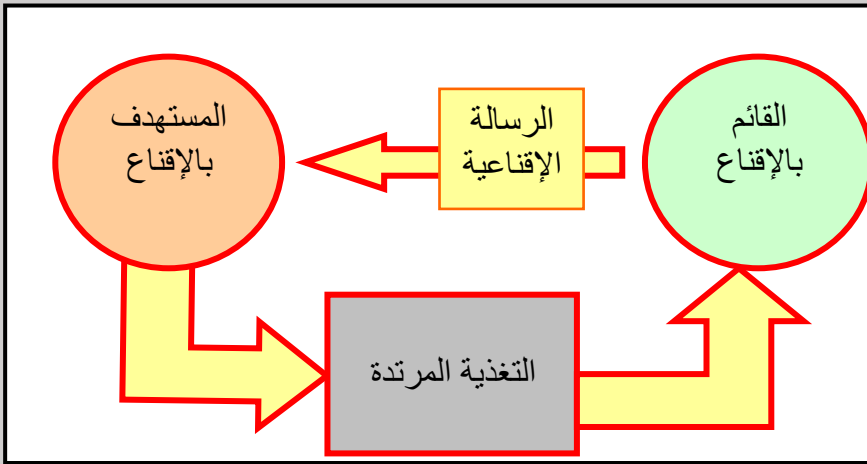 القائم
بالإقناع
الرسالة
الإقناعية
المستهدف
بالإقناع
التغذية المرتدة